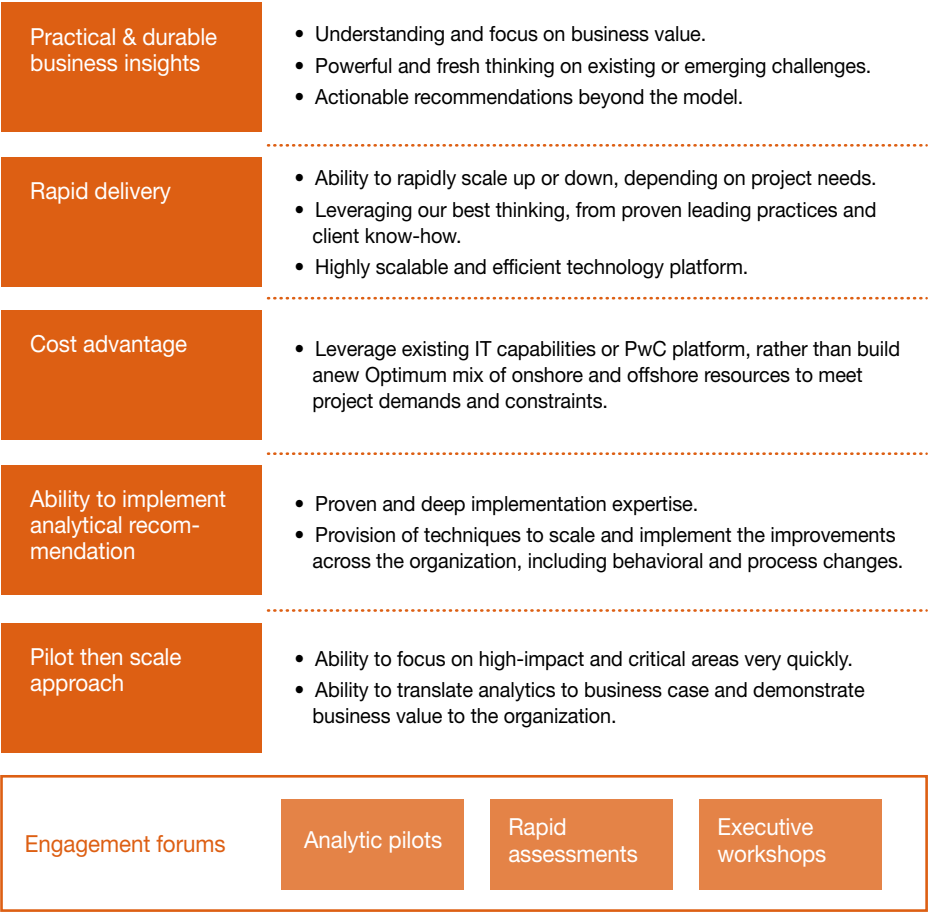 Practical & durable
business insights
• Understanding and focus on business value.
• Powerful and fresh thinking on existing or emerging challenges.
• Actionable recommendations beyond the model.
Rapid delivery
• Ability to rapidly scale up or down, depending on project needs.
• Leveraging our best thinking, from proven leading practices and
client know-how.
• Highly scalable and efficient technology platform.
Cost advantage
• Leverage existing IT capabilities or PwC platform, rather than build
anew Optimum mix of onshore and offshore resources to meet
project demands and constraints.
Ability to implement
analytical recom-
mendation
• Proven and deep implementation expertise.
• Provision of techniques to scale and implement the improvements
across the organization, including behavioral and process changes.
Pilot then scale
approach
• Ability to focus on high-impact and critical areas very quickly.
• Ability to translate analytics to business case and demonstrate
business value to the organization.
Engagement forums
Analytic pilots
Rapid
assessments
Executive
workshops